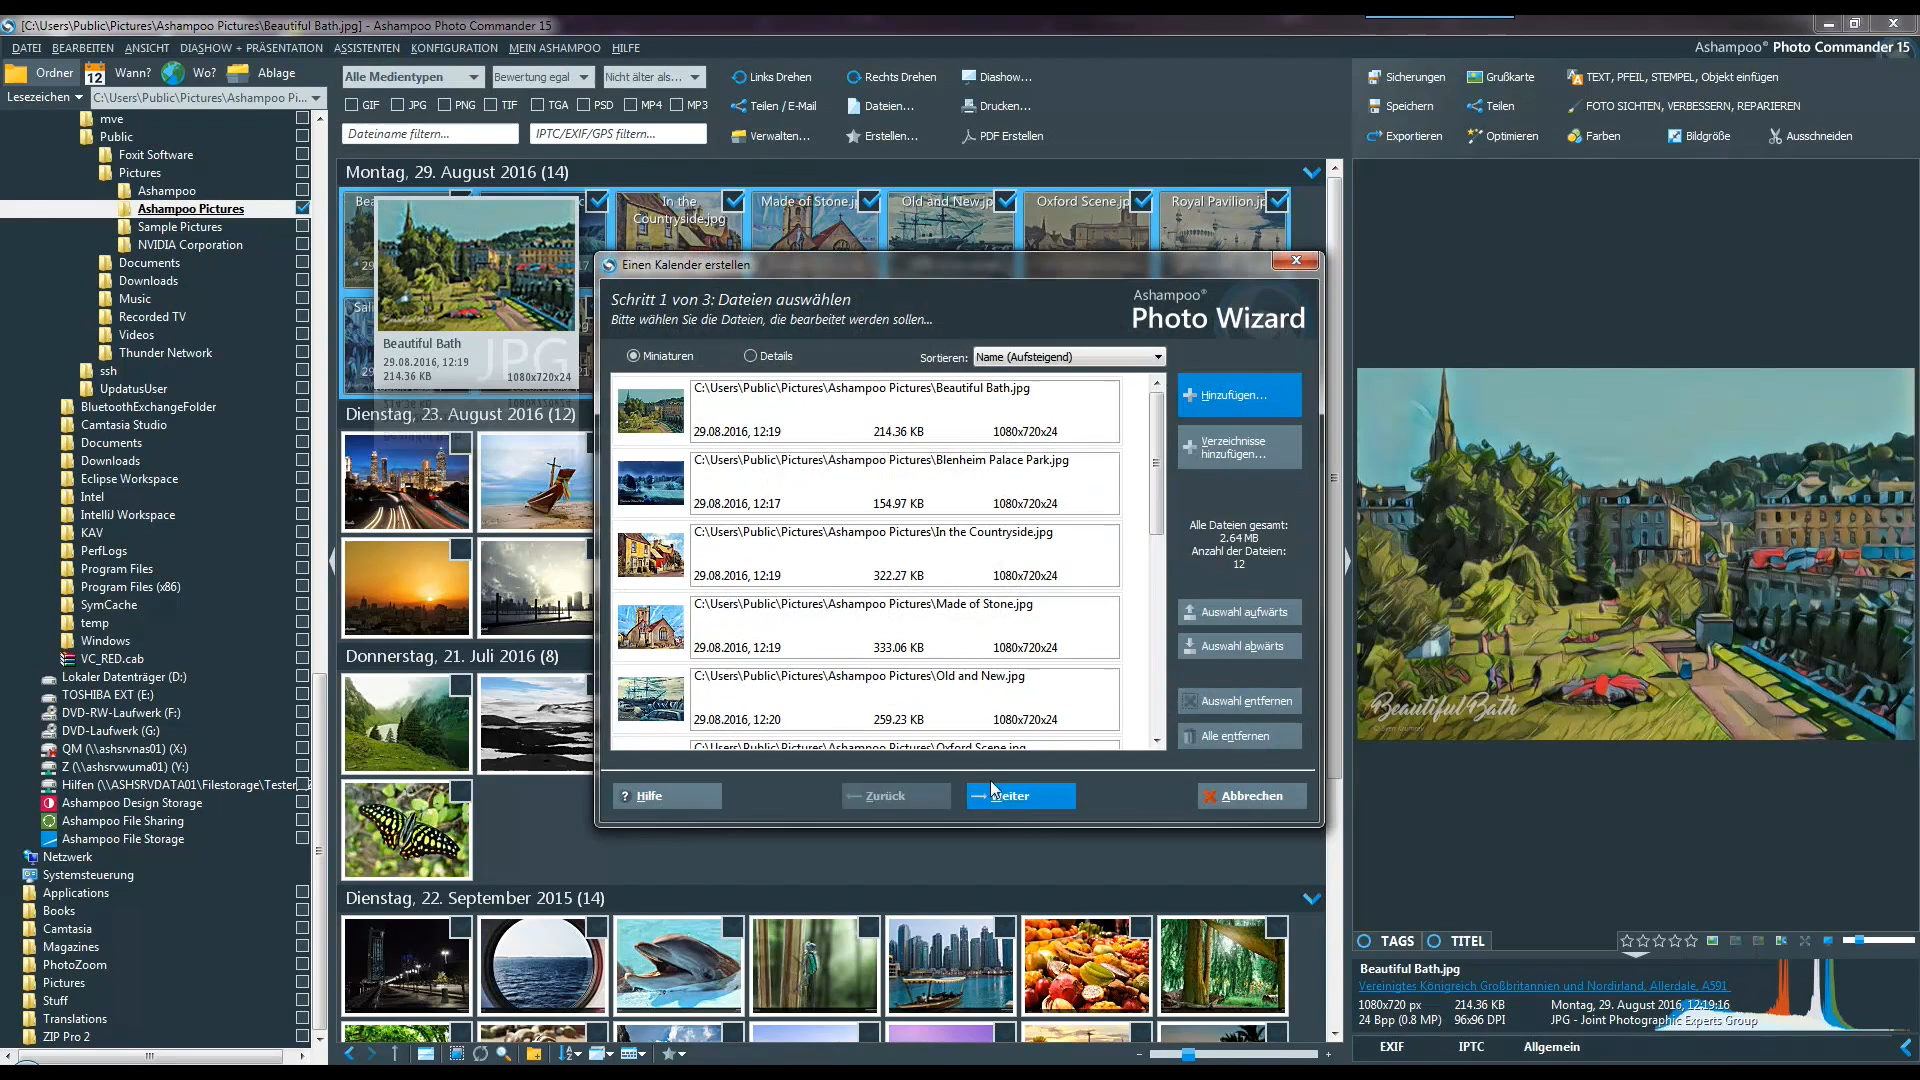 [C:\Users\Public\Pictures\Ashampoo Pictures\Beautiful Bath.jpg] - Ashampoo Photo Commander 15
DATEI BEARBEITEN ANSICHT DIASHOW + PRÄSENTATION ASSISTENTEN KONFIGURATION MEIN ASHAMPOO HILFE
Ashampoo® Photo Commander 15
Ordner 12 Wann? Wo? Ablage
Lesezeichen C:\Users\Public\Pictures\Ashampoo Pi...
mve
Public
Foxit Software
Pictures
Ashampoo
Ashampoo Pictures
Sample Pictures
NVIDIA Corporation
Documents
Downloads
Music
Recorded TV
Videos
Thunder Network
ssh
UpdatusUser
BluetoothExchangeFolder
Camtasia Studio
Documents
Downloads
Eclipse Workspace
Intel
IntelliJ Workspace
KAV
PerfLogs
Program Files
Program Files (x86)
SymCache
temp
Windows
VC_RED.cab
Lokaler Datenträger (D:)
TOSHIBA EXT (E:)
DVD-RW-Laufwerk (F:)
DVD-Laufwerk (G:)
QM (\\ashsrvnas01) (X:)
Z (\\ashsrvwuma01) (Y:)
Hilfen (\\ASHSRVDATA01\Filestorage\Tester
Ashampoo Design Storage
Ashampoo File Sharing
Ashampoo File Storage
Netzwerk
Systemsteuerung
Applications
Books
Camtasia
Magazines
PhotoZoom
Pictures
Stuff
Translations
ZIP Pro 2
Alle Medientypen Bewertung egal Nicht älter als...
GIF JPG PNG TIF TGA PSD MP4 MP3
Dateiname filtern... IPTC/EXIF/GPS filtern...
Links Drehen Rechts Drehen Diashow...
Teilen / E-Mail Dateien... Drucken...
Verwalten... Erstellen... PDF Erstellen
Sicherungen Grußkarte TEXT, PFEIL, STEMPEL, Objekt einfügen
Speichern Teilen FOTO SICHTEN, VERBESSERN, REPARIEREN
Exportieren Optimieren Farben Bildgröße Ausschneiden
Montag, 29. August 2016 (14)
In the Countryside.jpg
Made of Stone.jp
Old and New.jp
Oxford Scene.jp
Royal Pavilion.jp
Beautiful Bath
29.08.2016, 12:19
214.36 KB 1080x720x24
JPG
Dienstag, 23. August 2016 (12)
Donnerstag, 21. Juli 2016 (8)
Dienstag, 22. September 2015 (14)
Einen Kalender erstellen
Schritt 1 von 3: Dateien auswählen
Bitte wählen Sie die Dateien, die bearbeitet werden sollen...
Ashampoo®
Photo Wizard
Miniaturen Details Sortieren: Name (Aufsteigend)
C:\Users\Public\Pictures\Ashampoo Pictures\Beautiful Bath.jpg
29.08.2016, 12:19 214.36 KB 1080x720x24
C:\Users\Public\Pictures\Ashampoo Pictures\Blenheim Palace Park.jpg
29.08.2016, 12:17 154.97 KB 1080x720x24
C:\Users\Public\Pictures\Ashampoo Pictures\In the Countryside.jpg
29.08.2016, 12:19 322.27 KB 1080x720x24
C:\Users\Public\Pictures\Ashampoo Pictures\Made of Stone.jpg
29.08.2016, 12:19 333.06 KB 1080x720x24
C:\Users\Public\Pictures\Ashampoo Pictures\Old and New.jpg
29.08.2016, 12:20 259.23 KB 1080x720x24
C:\Users\Public\Pictures\Ashampoo Pictures\Oxford Scene.jpg
Hinzufügen...
Verzeichnisse
hinzufügen...
Alle Dateien gesamt:
2.64 MB
Anzahl der Dateien:
12
Auswahl aufwärts
Auswahl abwärts
Auswahl entfernen
Alle entfernen
? Hilfe Zurück Weiter Abbrechen
Beautiful Bath
TAGS TITEL
Beautiful Bath.jpg
Vereinigtes Königreich Großbritannien und Nordirland, Allerdale, A591
1080x720 px 214.36 KB Montag, 29. August 2016, 12:19:16
24 Bpp (0.8 MP) 96x96 DPI JPG - Joint Photographic Experts Group
EXIF IPTC Allgemein